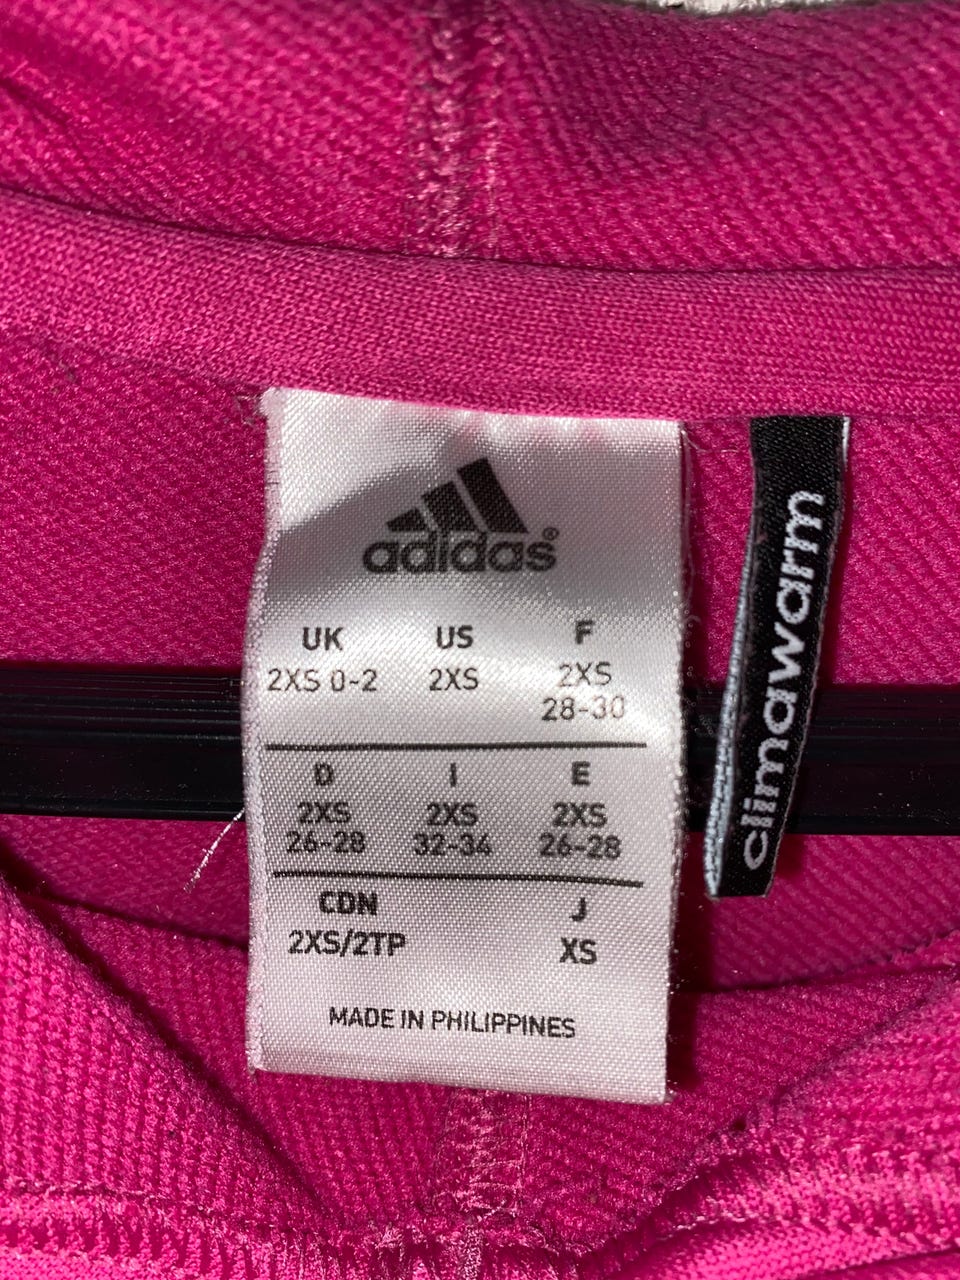 adidas®
UK US F
2XS 0-2 2XS 2XS
28-30
D I E
2XS 2XS 2XS
26-28 32-34 26-28
CDN J
2XS/2TP XS
MADE IN PHILIPPINES
climawarm